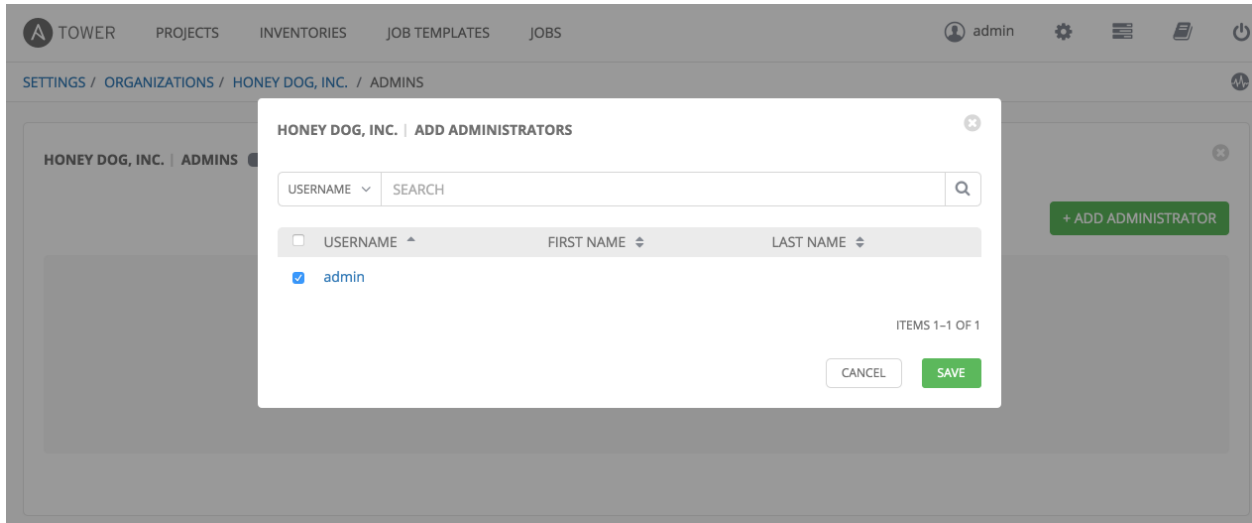 A TOWER PROJECTS INVENTORIES JOB TEMPLATES JOBS admin
SETTINGS / ORGANIZATIONS / HONEY DOG, INC. / ADMINS
HONEY DOG, INC. | ADD ADMINISTRATORS
HONEY DOG, INC. | ADMINS
USERNAME SEARCH
+ ADD ADMINISTRATOR
USERNAME FIRST NAME LAST NAME
admin
ITEMS 1–1 OF 1
CANCEL SAVE